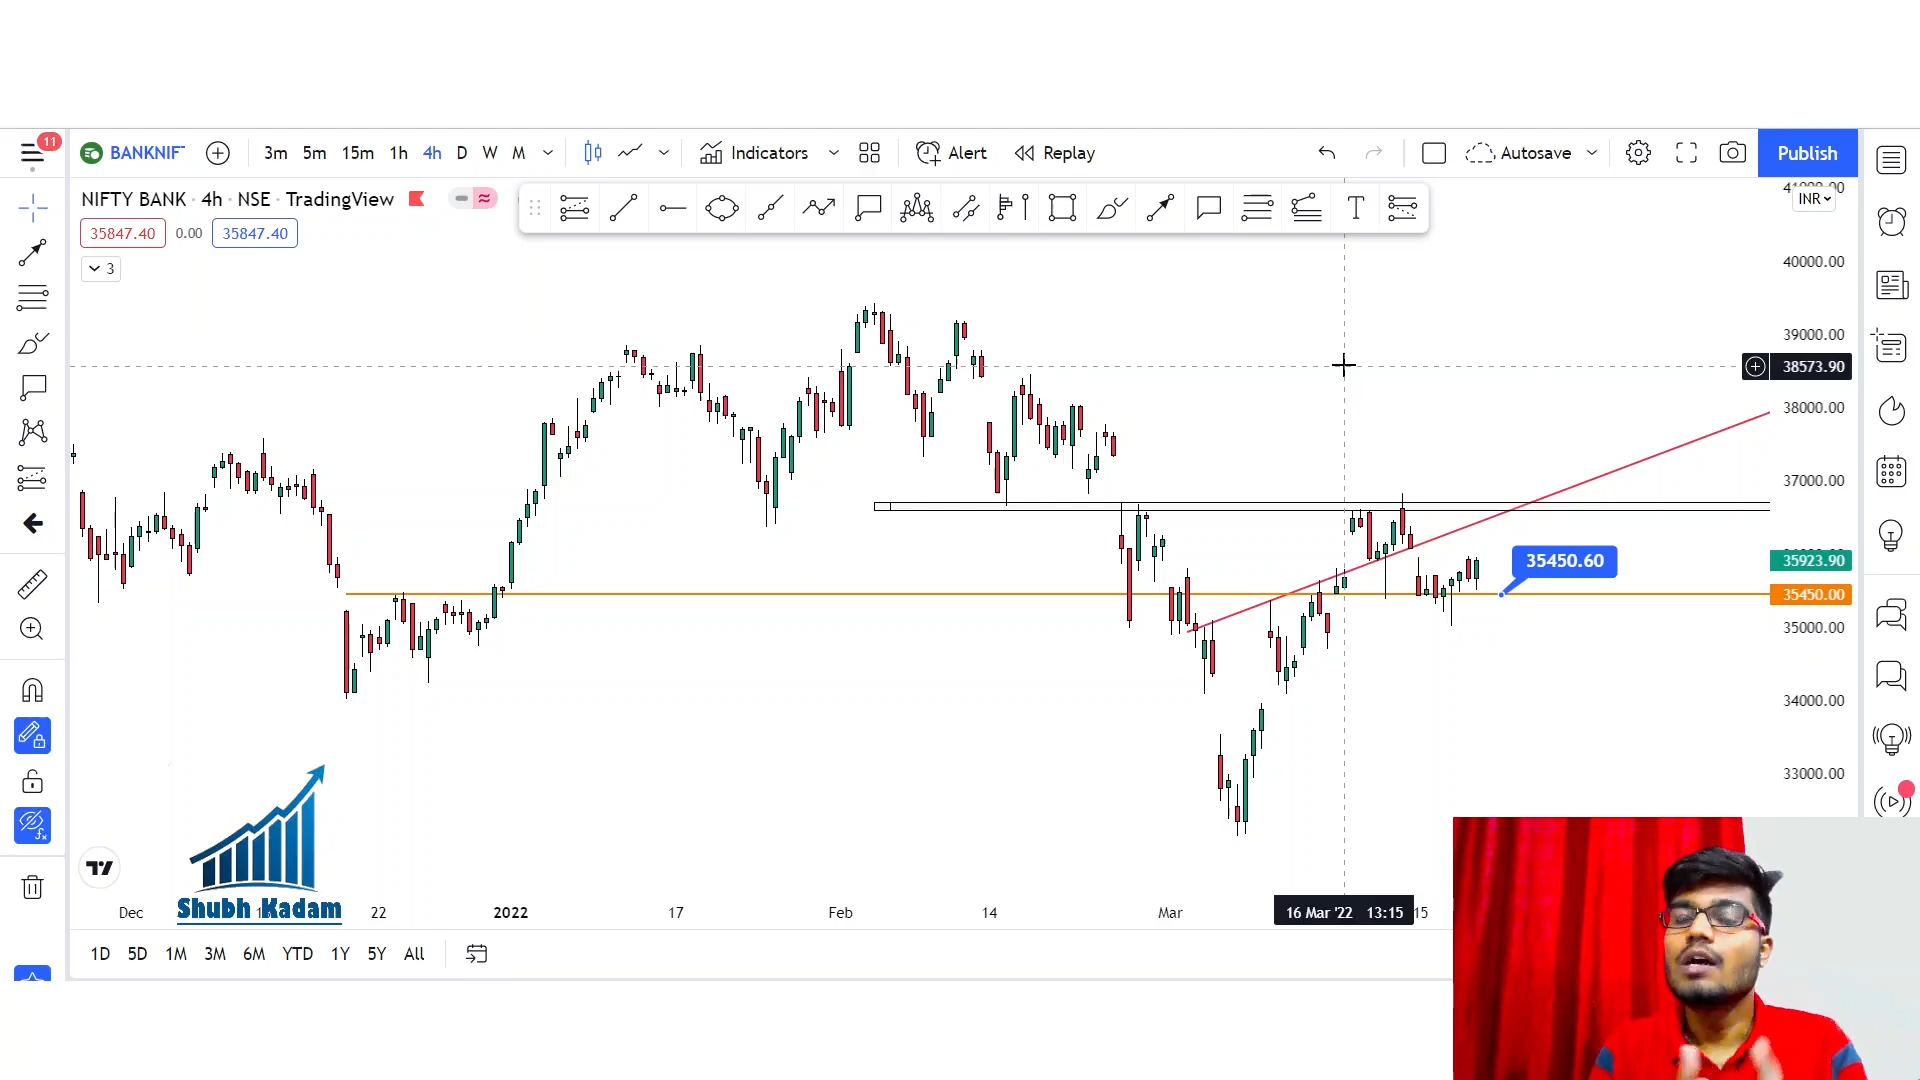 11
BANKNIF
3m 5m 15m 1h 4h D W M
Indicators
Alert
Replay
Autosave
Publish
NIFTY BANK · 4h · NSE · TradingView
T
INR
35847.40 0.00 35847.40
3
40000.00
39000.00
38573.90
38000.00
37000.00
35923.90
35450.60
35450.00
35000.00
34000.00
33000.00
Shubh Kadam
Dec 22 2022 17 Feb 14 Mar 16 Mar '22 13:15 15
1D 5D 1M 3M 6M YTD 1Y 5Y All